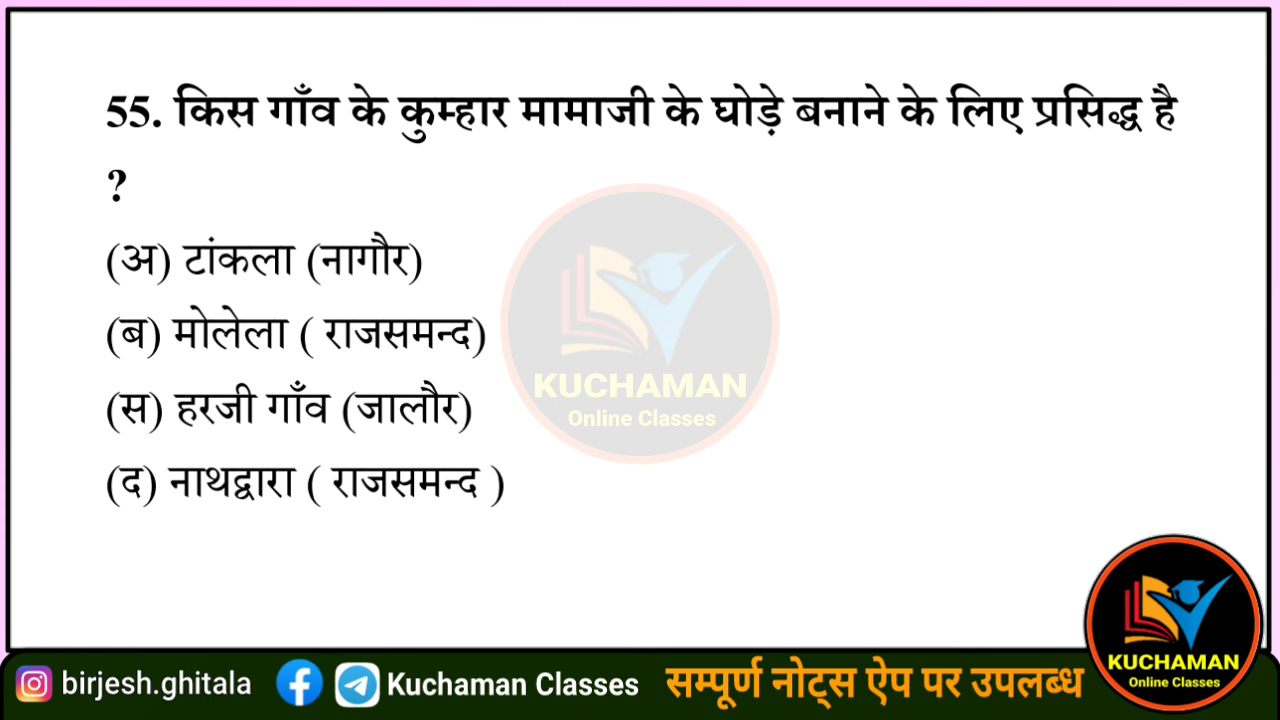 55. किस गाँव के कुम्हार मामाजी के घोड़े बनाने के लिए प्रसिद्ध है
?
(अ) टांकला (नागौर)
(ब) मोलेला ( राजसमन्द)
(स) हरजी गाँव (जालौर)
(द) नाथद्वारा ( राजसमन्द )
KUCHAMAN
Online Classes
birjesh.ghitala
Kuchaman Classes
सम्पूर्ण नोट्स ऐप पर उपलब्ध
KUCHAMAN
Online Classes